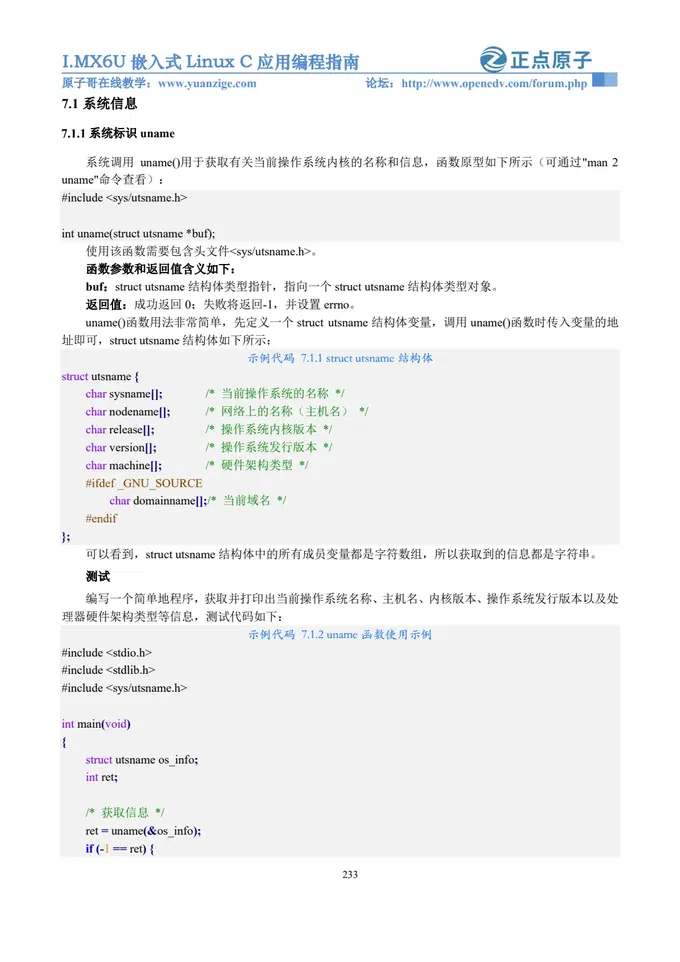 I.MX6U 嵌入式 Linux C 应用编程指南
正点原子
原子哥在线教学：www.yuanzige.com
论坛：http://www.openedv.com/forum.php
7.1 系统信息
7.1.1 系统标识 uname
系统调用 uname()用于获取有关当前操作系统内核的名称和信息，函数原型如下所示（可通过"man 2
uname"命令查看）：
#include <sys/utsname.h>
int uname(struct utsname *buf);
使用该函数需要包含头文件<sys/utsname.h>。
函数参数和返回值含义如下：
buf：struct utsname 结构体类型指针，指向一个 struct utsname 结构体类型对象。
返回值：成功返回 0；失败将返回-1，并设置 errno。
uname()函数用法非常简单，先定义一个 struct utsname 结构体变量，调用 uname()函数时传入变量的地
址即可，struct utsname 结构体如下所示：
示例代码 7.1.1 struct utsname 结构体
struct utsname {
char sysname[]; /* 当前操作系统的名称 */
char nodename[]; /* 网络上的名称（主机名） */
char release[]; /* 操作系统内核版本 */
char version[]; /* 操作系统发行版本 */
char machine[]; /* 硬件架构类型 */
#ifdef _GNU_SOURCE
char domainname[];/* 当前域名 */
#endif
};
可以看到，struct utsname 结构体中的所有成员变量都是字符数组，所以获取到的信息都是字符串。
测试
编写一个简单地程序，获取并打印出当前操作系统名称、主机名、内核版本、操作系统发行版本以及处
理器硬件架构类型等信息，测试代码如下：
示例代码 7.1.2 uname 函数使用示例
#include <stdio.h>
#include <stdlib.h>
#include <sys/utsname.h>
int main(void)
{
struct utsname os_info;
int ret;
/* 获取信息 */
ret = uname(&os_info);
if (-1 == ret) {
233